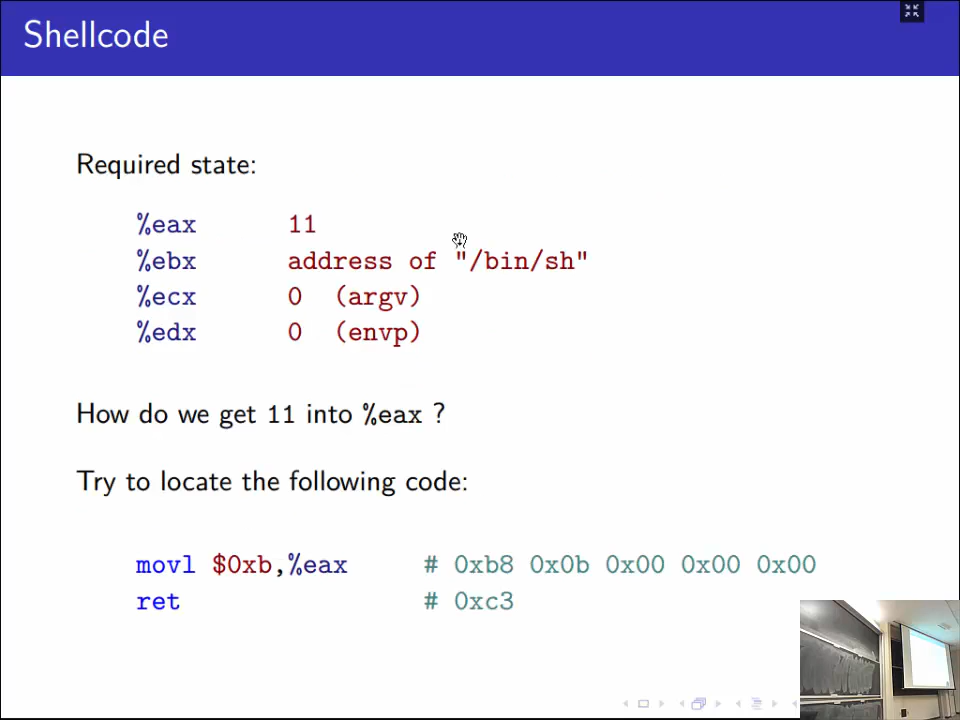 Shellcode
Required state:
%eax 11
%ebx address of "/bin/sh"
%ecx 0 (argv)
%edx 0 (envp)
How do we get 11 into %eax ?
Try to locate the following code:
movl $0xb,%eax # 0xb8 0x0b 0x00 0x00 0x00
ret # 0xc3